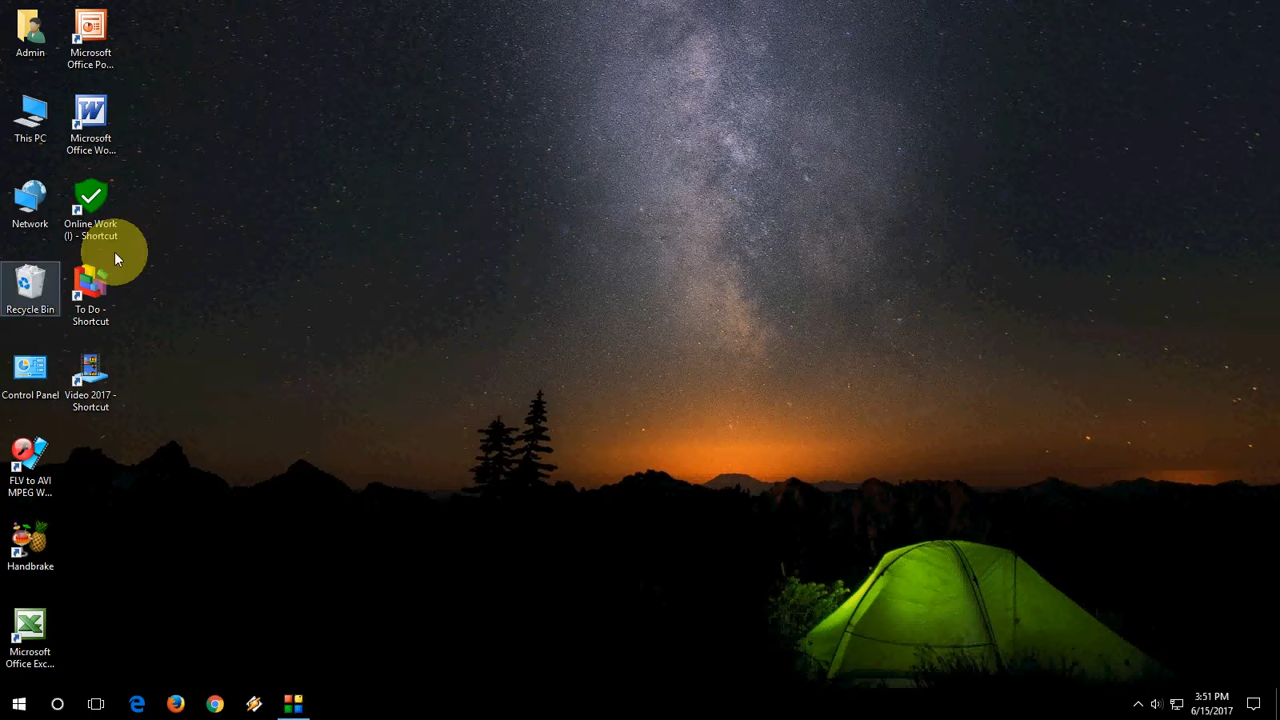 Admin
Microsoft
Office Po...
This PC
Microsoft
Office Wo...
Network
Online Work
(I) - Shortcut
Recycle Bin
To Do -
Shortcut
Control Panel
Video 2017 -
Shortcut
FLV to AVI
MPEG W...
Handbrake
Microsoft
Office Exc...
3:51 PM
6/15/2017